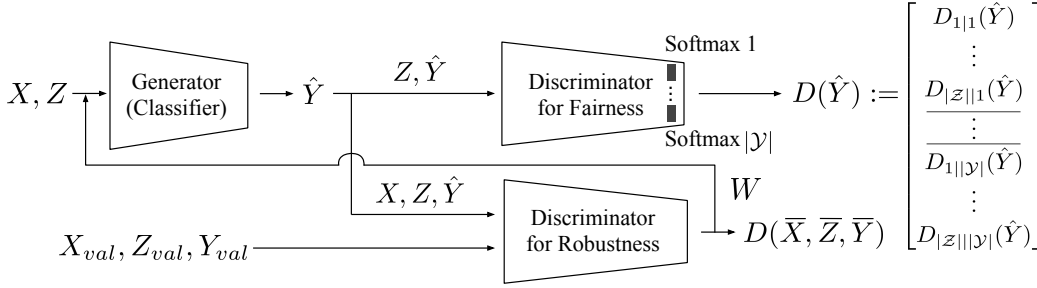 X, Z
Generator
(Classifier)
Ŷ
Z, Ŷ
Softmax 1
Discriminator
for Fairness
⋮
Softmax |𝒴|
D(Ŷ) :=
D_{1|1}(Ŷ)
⋮
D_{|𝒵||1}(Ŷ)
⋮
D_{1||𝒴|}(Ŷ)
⋮
D_{|𝒵|||𝒴|}(Ŷ)
X, Z, Ŷ
W
X_{val}, Z_{val}, Y_{val}
Discriminator
for Robustness
D(X̅, Z̅, Y̅)